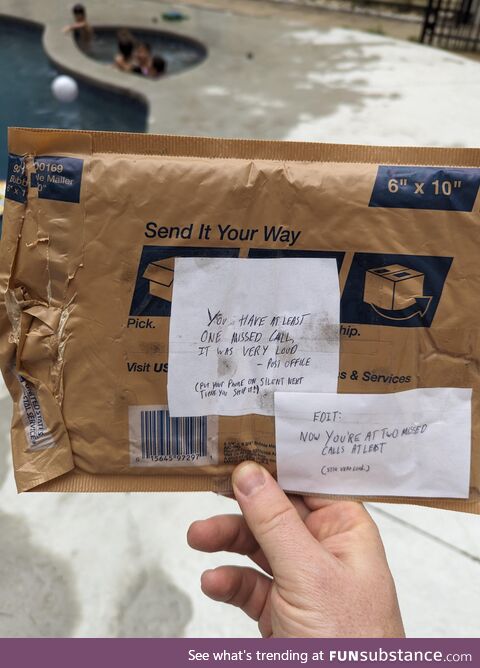 6" x 10"
Send It Your Way
Pick.
hip.
Visit US
s & Services
YOU HAVE AT LEAST
ONE MISSED CALL,
IT WAS VERY LOUD
- POST OFFICE
(PUT YOUR PHONE ON SILENT NEXT
TIME YOU SHIP IT!)
EDIT:
NOW YOU'RE AT TWO MISSED
CALLS AT LEAST
(STILL VERY LOUD.)
See what's trending at FUNsubstance.com